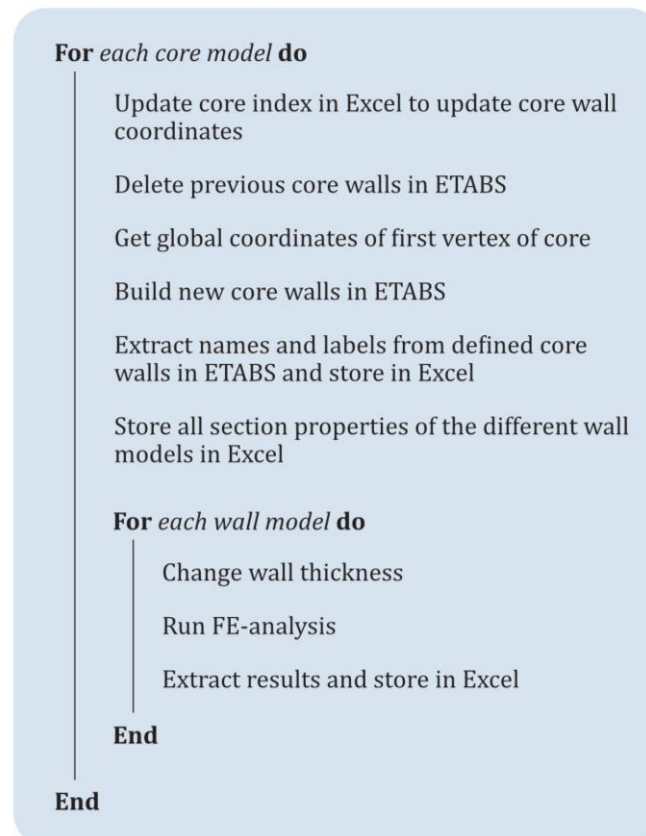 For each core model do
Update core index in Excel to update core wall
coordinates
Delete previous core walls in ETABS
Get global coordinates of first vertex of core
Build new core walls in ETABS
Extract names and labels from defined core
walls in ETABS and store in Excel
Store all section properties of the different wall
models in Excel
For each wall model do
Change wall thickness
Run FE-analysis
Extract results and store in Excel
End
End